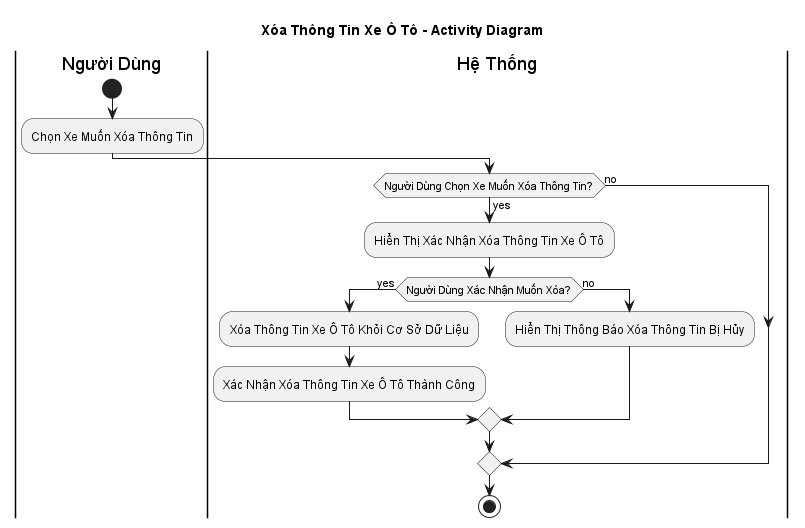 Xóa Thông Tin Xe Ô Tô - Activity Diagram
Người Dùng
Hệ Thống
Chọn Xe Muốn Xóa Thông Tin
Người Dùng Chọn Xe Muốn Xóa Thông Tin?
no
yes
Hiển Thị Xác Nhận Xóa Thông Tin Xe Ô Tô
yes
Người Dùng Xác Nhận Muốn Xóa?
no
Xóa Thông Tin Xe Ô Tô Khỏi Cơ Sở Dữ Liệu
Hiển Thị Thông Báo Xóa Thông Tin Bị Hủy
Xác Nhận Xóa Thông Tin Xe Ô Tô Thành Công